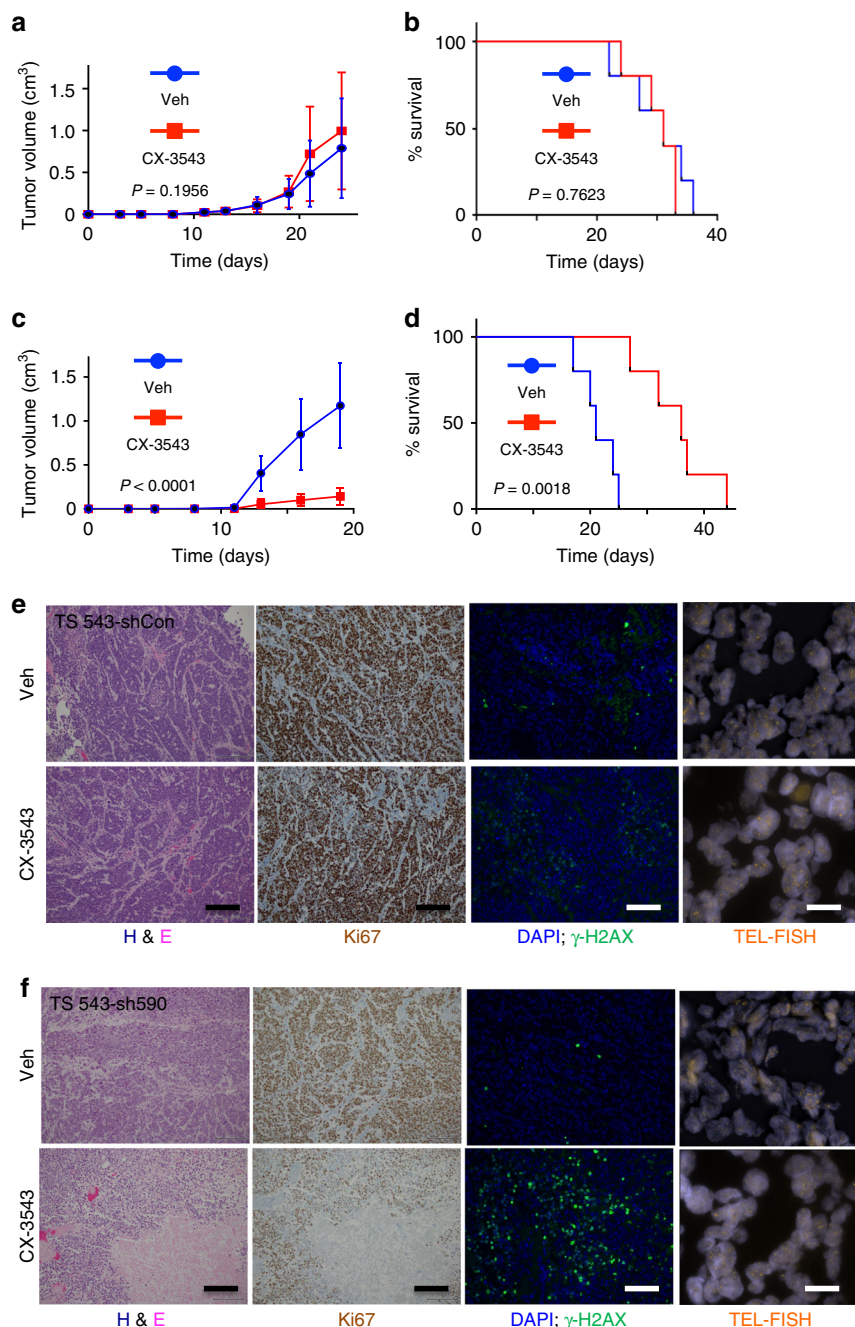 a
Tumor volume (cm³)
1.5
1.0
0.5
0
0
10
20
Time (days)
Veh
CX-3543
P = 0.1956
b
% survival
100
50
0
0
20
40
Time (days)
Veh
CX-3543
P = 0.7623
c
Tumor volume (cm³)
1.5
1.0
0.5
0
0
10
20
Time (days)
Veh
CX-3543
P < 0.0001
d
% survival
100
50
0
0
20
40
Time (days)
Veh
CX-3543
P = 0.0018
e
TS 543-shCon
Veh
CX-3543
H & E
Ki67
DAPI; γ-H2AX
TEL-FISH
f
TS 543-sh590
Veh
CX-3543
H & E
Ki67
DAPI; γ-H2AX
TEL-FISH